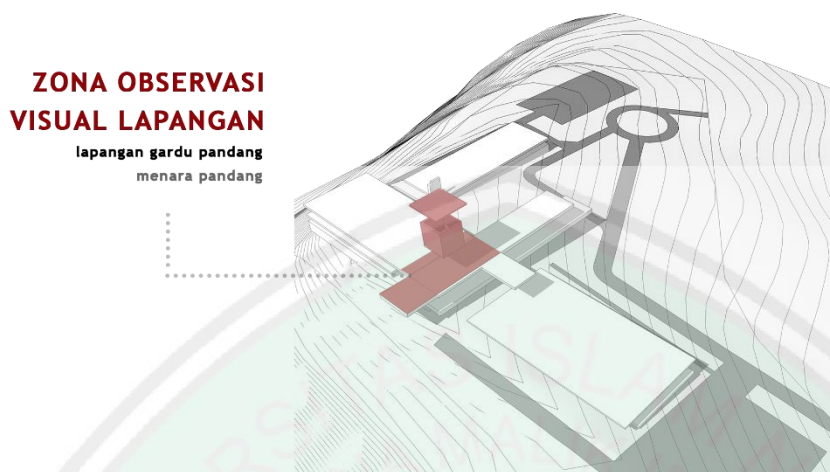 ZONA OBSERVASI
VISUAL LAPANGAN
lapangan gardu pandang
menara pandang